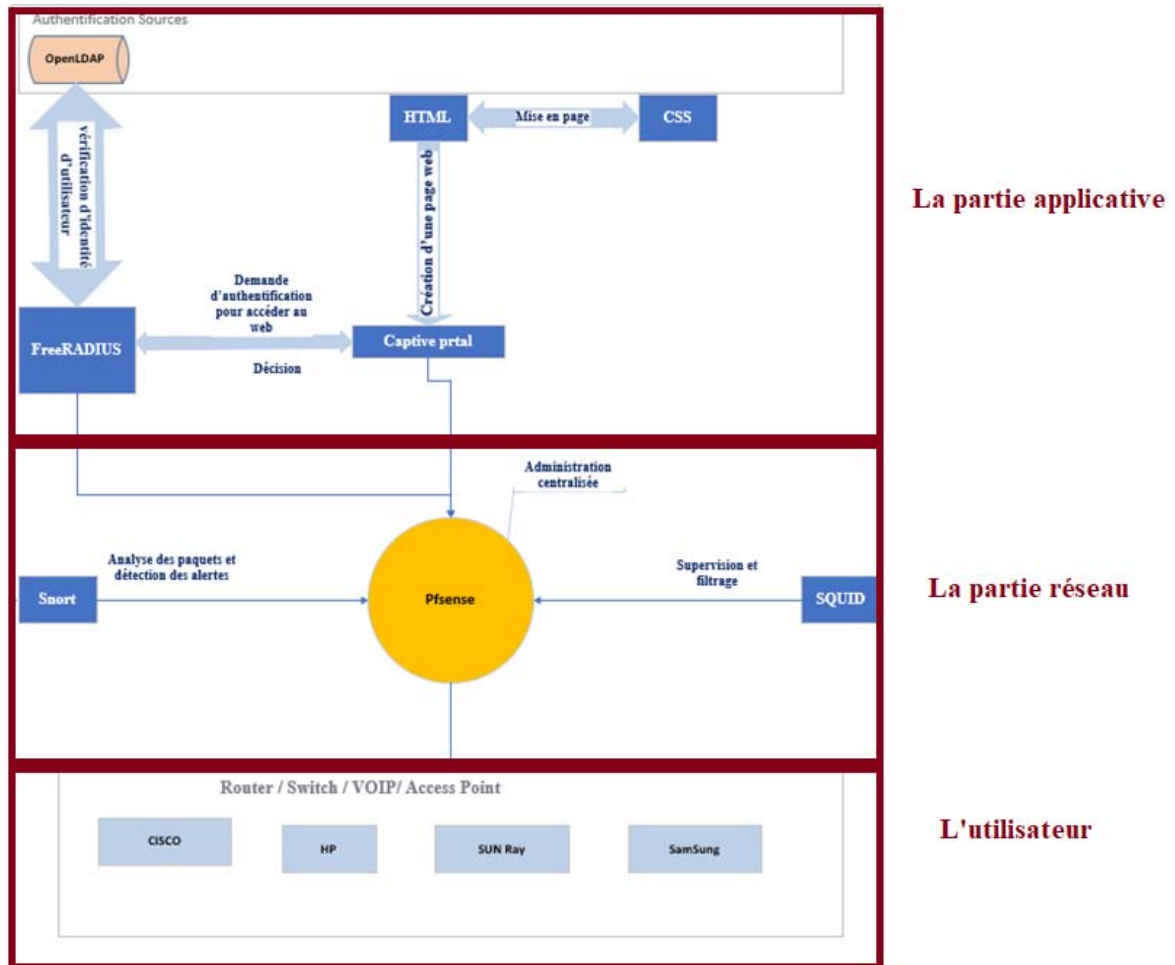 Authentification Sources
OpenLDAP
vérification d'identité
d'utilisateur
HTML
Mise en page
CSS
Création d'une page web
La partie applicative
Demande
d'authentification
pour accéder au
web
FreeRADIUS
Captive prtal
Décision
Administration
centralisée
Analyse des paquets et
détection des alertes
Supervision et
filtrage
Snort
Pfsense
SQUID
La partie réseau
Router / Switch / VOIP/ Access Point
CISCO
HP
SUN Ray
SamSung
L'utilisateur